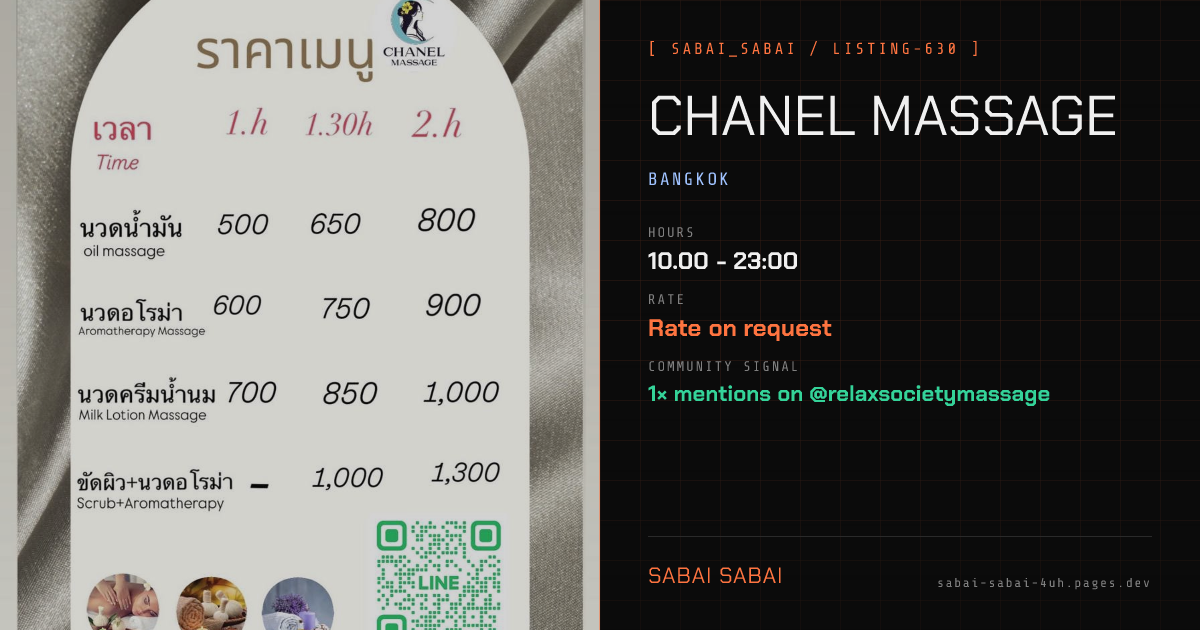 ราคาเมนู
CHANEL
MASSAGE
เวลา 1.h 1.30h 2.h
Time
นวดน้ำมัน 500 650 800
oil massage
นวดอโรม่า 600 750 900
Aromatherapy Massage
นวดครีมน้ำนม 700 850 1,000
Milk Lotion Massage
ขัดผิว+นวดอโรม่า - 1,000 1,300
Scrub+Aromatherapy
LINE
[ SABAI_SABAI / LISTING-630 ]
CHANEL MASSAGE
BANGKOK
HOURS
10.00 - 23:00
RATE
Rate on request
COMMUNITY SIGNAL
1× mentions on @relaxsocietymassage
SABAI SABAI
sabai-sabai-4uh.pages.dev